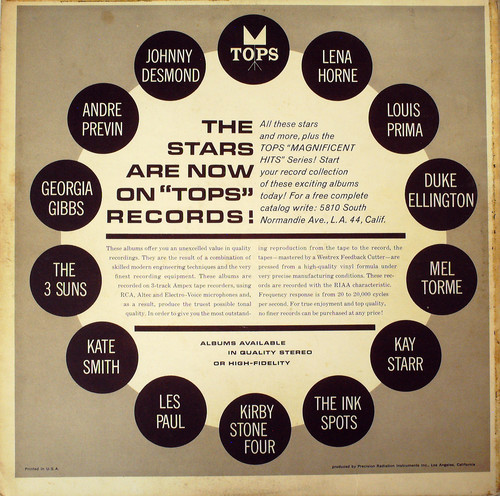 TOPS
JOHNNY
DESMOND
LENA
HORNE
ANDRE
PREVIN
LOUIS
PRIMA
GEORGIA
GIBBS
DUKE
ELLINGTON
THE
3 SUNS
MEL
TORME
KATE
SMITH
KAY
STARR
LES
PAUL
KIRBY
STONE
FOUR
THE INK
SPOTS
THE
STARS
ARE NOW
ON "TOPS"
RECORDS!
All these stars
and more, plus the
TOPS "MAGNIFICENT
HITS" Series! Start
your record collection
of these exciting albums
today! For a free complete
catalog write: 5810 South
Normandie Ave., L.A. 44, Calif.
These albums offer you an unexcelled value in quality
recordings. They are the result of a combination of
skilled modern engineering techniques and the very
finest recording equipment. These albums are
recorded on 3-track Ampex tape recorders, using
RCA, Altec and Electro-Voice microphones and,
as a result, produce the truest possible tonal
quality. In order to give you the most outstand-
ing reproduction from the tape to the record, the
tapes—mastered by a Westrex Feedback Cutter—are
pressed from a high-quality vinyl formula under
very precise manufacturing conditions. These rec-
ords are recorded with the RIAA characteristic.
Frequency response is from 20 to 20,000 cycles
per second. For true enjoyment and top quality,
no finer records can be purchased at any price!
ALBUMS AVAILABLE
IN QUALITY STEREO
OR HIGH-FIDELITY
Printed in U.S.A.
produced by Precision Radiation Instruments Inc., Los Angeles, California